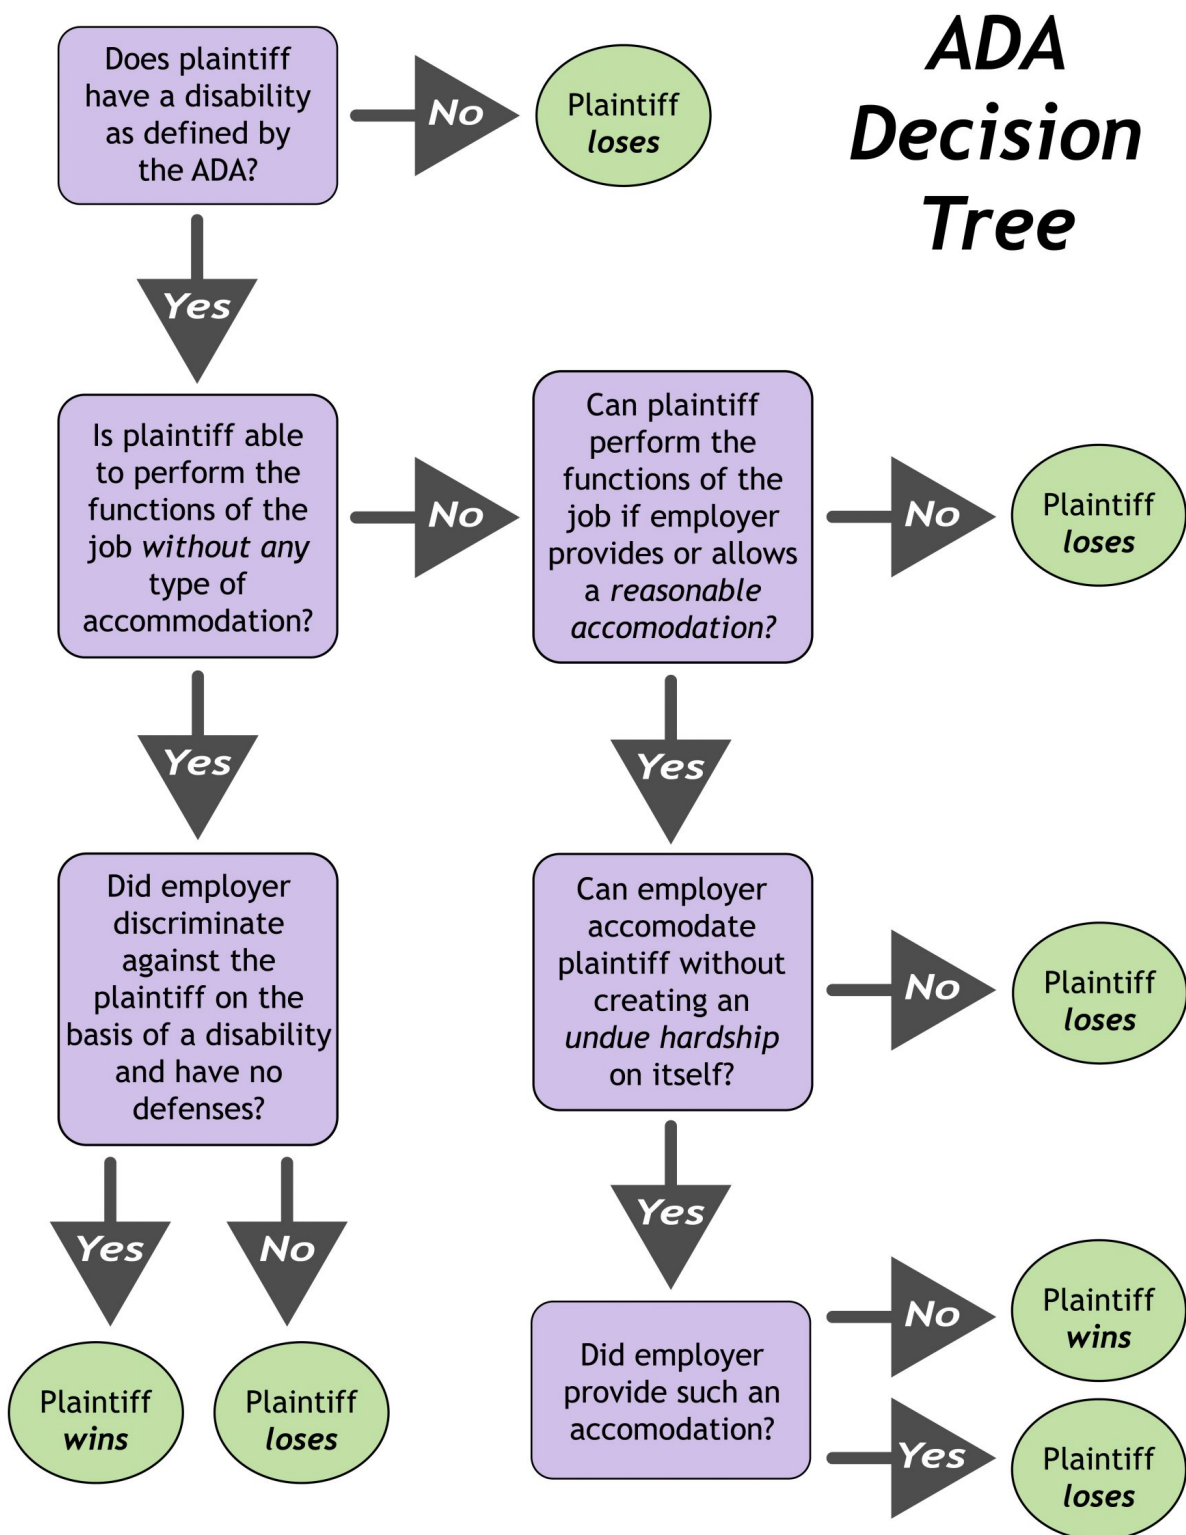 ADA
Decision
Tree
Does plaintiff
have a disability
as defined by
the ADA?
No
Plaintiff
loses
Yes
Is plaintiff able
to perform the
functions of the
job without any
type of
accommodation?
No
Can plaintiff
perform the
functions of the
job if employer
provides or allows
a reasonable
accomodation?
No
Plaintiff
loses
Yes
Yes
Did employer
discriminate
against the
plaintiff on the
basis of a disability
and have no
defenses?
Can employer
accomodate
plaintiff without
creating an
undue hardship
on itself?
No
Plaintiff
loses
Yes
No
Yes
Plaintiff
wins
Plaintiff
loses
Did employer
provide such an
accomodation?
No
Plaintiff
wins
Yes
Plaintiff
loses